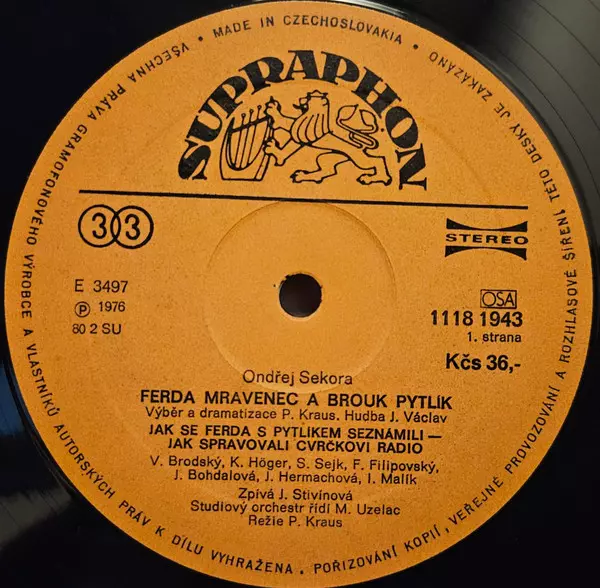 VŠECHNA PRÁVA GRAMOFONOVÉHO VÝROBCE A VLASTNÍKŮ AUTORSKÝCH PRÁV K DÍLU VYHRAŽENA. POŘIZOVÁNÍ KOPIÍ, VEŘEJNÉ PROVOZOVÁNÍ A ROZHLASOVÉ ŠÍŘENÍ TÉTO DESKY JE ZAKÁZÁNO • MADE IN CZECHOSLOVAKIA •
SUPRAPHON
33
STEREO
E 3497
Ⓟ 1976
80 2 SU
OSA
1118 1943
1. strana
Kčs 36,-
Ondřej Sekora
FERDA MRAVENEC A BROUK PYTLÍK
Výběr a dramatizace P. Kraus. Hudba J. Václav
JAK SE FERDA S PYTLÍKEM SEZNÁMILI —
JAK SPRAVOVALI CVRČKOVI RADIO
V. Brodský, K. Höger, S. Sejk, F. Filipovský,
J. Bohdalová, J. Hermachová, I. Malík
Zpívá J. Stivínová
Studiový orchestr řídí M. Uzelac
Režie P. Kraus